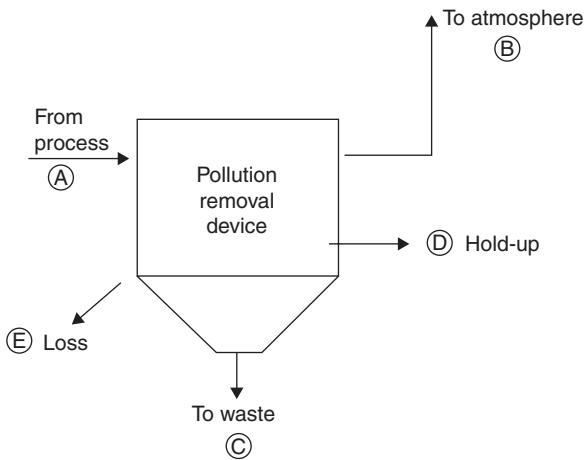 To atmosphere
B
From
process
A
Pollution
removal
device
D Hold-up
E Loss
To waste
C